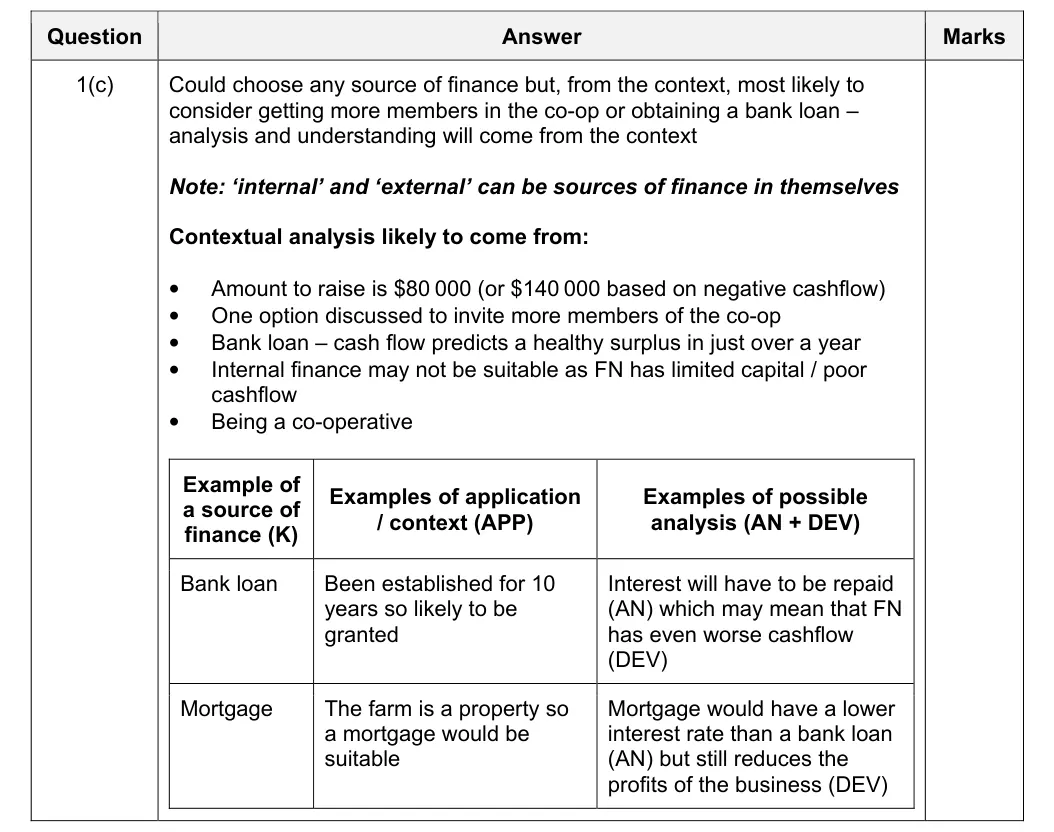 Question Answer Marks
1(c) Could choose any source of finance but, from the context, most likely to
consider getting more members in the co-op or obtaining a bank loan –
analysis and understanding will come from the context
Note: ‘internal’ and ‘external’ can be sources of finance in themselves
Contextual analysis likely to come from:
• Amount to raise is $80 000 (or $140 000 based on negative cashflow)
• One option discussed to invite more members of the co-op
• Bank loan – cash flow predicts a healthy surplus in just over a year
• Internal finance may not be suitable as FN has limited capital / poor
cashflow
• Being a co-operative
Example of
a source of
finance (K)
Examples of application
/ context (APP)
Examples of possible
analysis (AN + DEV)
Bank loan
Been established for 10
years so likely to be
granted
Interest will have to be repaid
(AN) which may mean that FN
has even worse cashflow
(DEV)
Mortgage
The farm is a property so
a mortgage would be
suitable
Mortgage would have a lower
interest rate than a bank loan
(AN) but still reduces the
profits of the business (DEV)